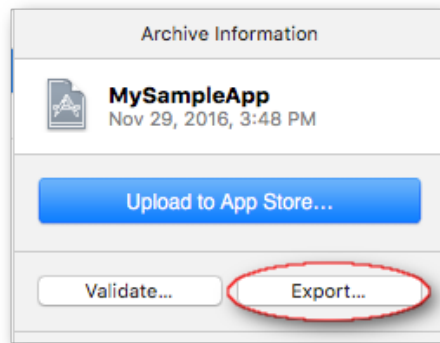 Archive Information
MySampleApp
Nov 29, 2016, 3:48 PM
Upload to App Store...
Validate...
Export...